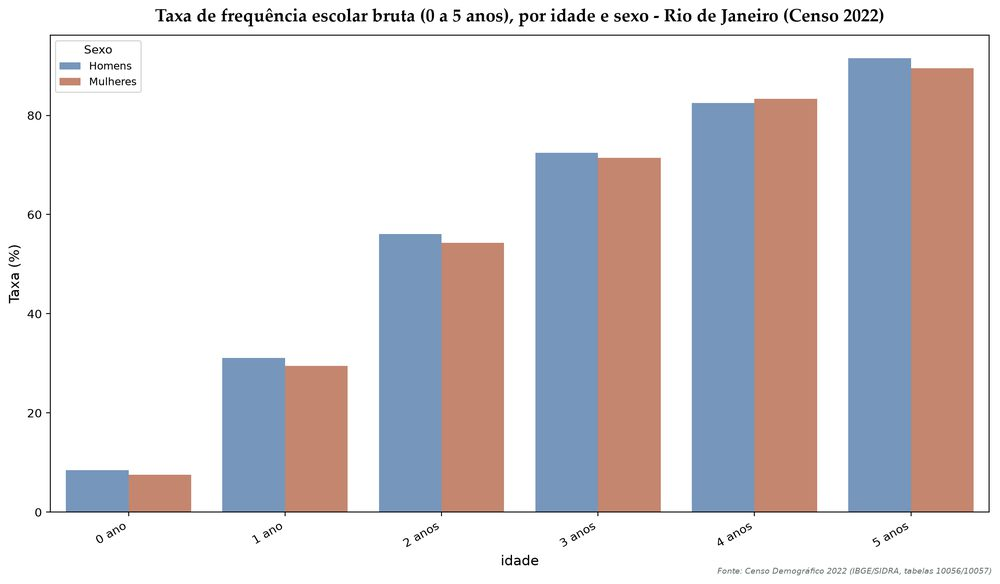 Taxa de frequência escolar bruta (0 a 5 anos), por idade e sexo - Rio de Janeiro (Censo 2022)
Sexo
Homens
Mulheres
Taxa (%)
80
60
40
20
0
0 ano
1 ano
2 anos
3 anos
4 anos
5 anos
idade
Fonte: Censo Demográfico 2022 (IBGE/SIDRA, tabelas 10056/10057)